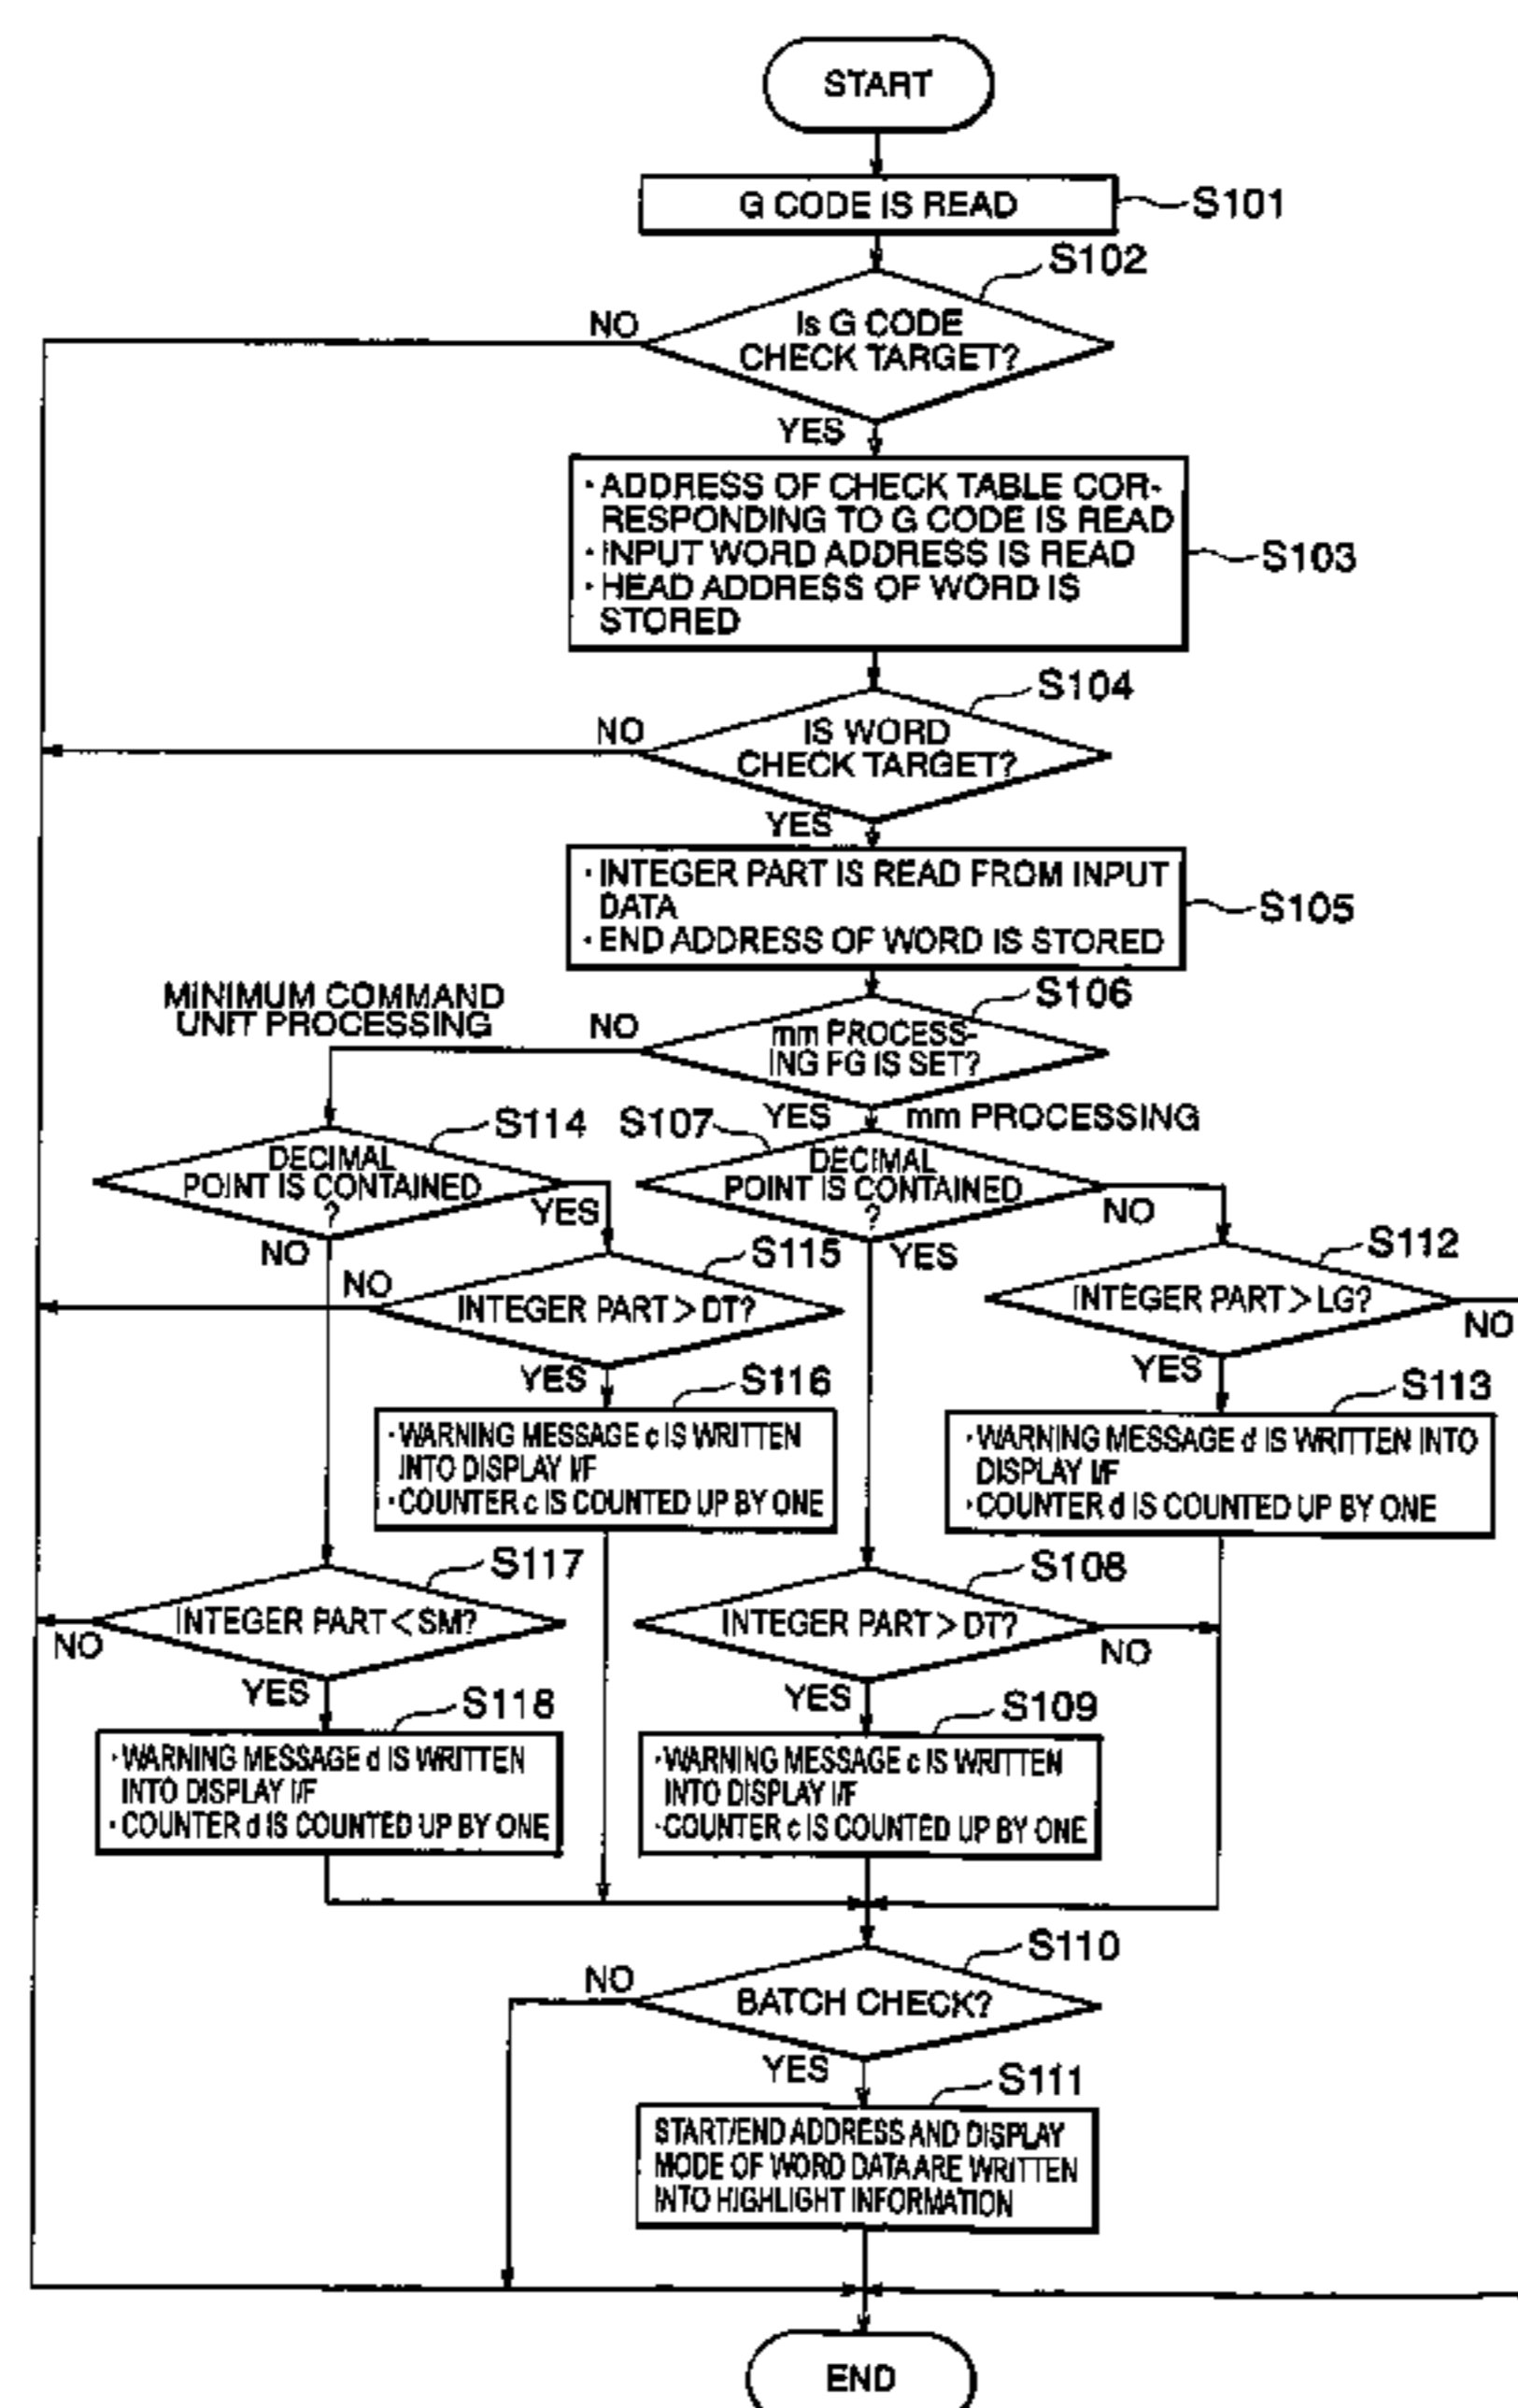 START
G CODE IS READ
S101
S102
NO
Is G CODE
CHECK TARGET?
YES
· ADDRESS OF CHECK TABLE COR-
RESPONDING TO G CODE IS READ
· INPUT WORD ADDRESS IS READ
· HEAD ADDRESS OF WORD IS
STORED
S103
S104
NO
IS WORD
CHECK TARGET?
YES
· INTEGER PART IS READ FROM INPUT
DATA
· END ADDRESS OF WORD IS STORED
S105
S106
MINIMUM COMMAND
UNIT PROCESSING
NO
mm PROCESS-
ING FG IS SET?
YES
mm PROCESSING
S114
DECIMAL
POINT IS CONTAINED
?
YES
NO
S107
DECIMAL
POINT IS CONTAINED
?
NO
YES
S115
NO
INTEGER PART > DT?
YES
S112
INTEGER PART > LG?
NO
YES
S116
· WARNING MESSAGE c IS WRITTEN
INTO DISPLAY I/F
· COUNTER c IS COUNTED UP BY ONE
S113
· WARNING MESSAGE d IS WRITTEN INTO
DISPLAY I/F
· COUNTER d IS COUNTED UP BY ONE
S117
INTEGER PART < SM?
NO
YES
S108
INTEGER PART > DT?
NO
YES
S118
· WARNING MESSAGE d IS WRITTEN
INTO DISPLAY I/F
· COUNTER d IS COUNTED UP BY ONE
S109
· WARNING MESSAGE c IS WRITTEN
INTO DISPLAY I/F
· COUNTER c IS COUNTED UP BY ONE
S110
NO
BATCH CHECK?
YES
S111
START/END ADDRESS AND DISPLAY
MODE OF WORD DATA ARE WRITTEN
INTO HIGHLIGHT INFORMATION
END